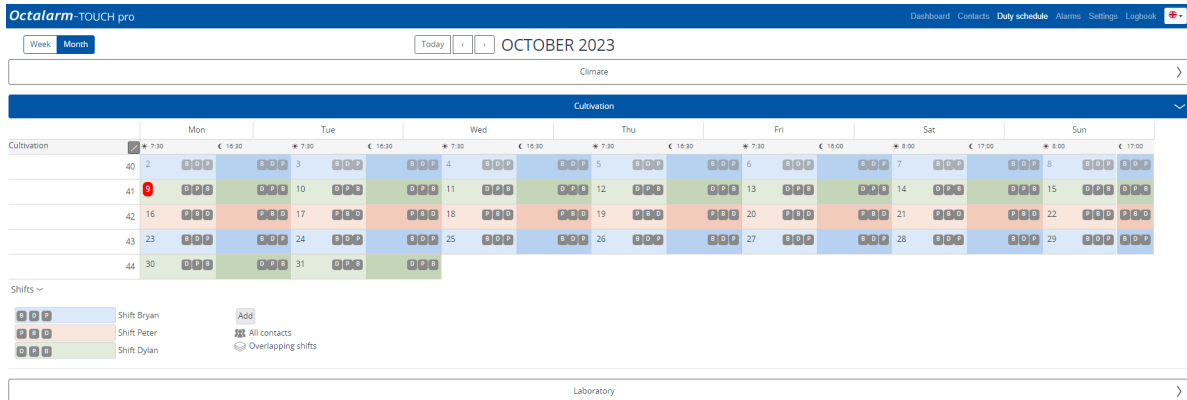 Octalarm-TOUCH pro Dashboard Contacts Duty schedule Alarms Settings Logbook
Week Month Today ‹ › OCTOBER 2023
Climate
Cultivation
Mon Tue Wed Thu Fri Sat Sun
Cultivation 7:30 16:30 7:30 16:30 7:30 16:30 7:30 16:30 7:30 16:00 8:00 17:00 8:00 17:00
40 2 B D P B D P 3 B D P B D P 4 B D P B D P 5 B D P B D P 6 B D P B D P 7 B D P B D P 8 B D P B D P
41 9 D P B D P B 10 D P B D P B 11 D P B D P B 12 D P B D P B 13 D P B D P B 14 D P B D P B 15 D P B D P B
42 16 P B D P B D 17 P B D P B D 18 P B D P B D 19 P B D P B D 20 P B D P B D 21 P B D P B D 22 P B D P B D
43 23 B D P B D P 24 B D P B D P 25 B D P B D P 26 B D P B D P 27 B D P B D P 28 B D P B D P 29 B D P B D P
44 30 D P B D P B 31 D P B D P B
Shifts
B D P Shift Bryan Add
P B D Shift Peter All contacts
D P B Shift Dylan Overlapping shifts
Laboratory